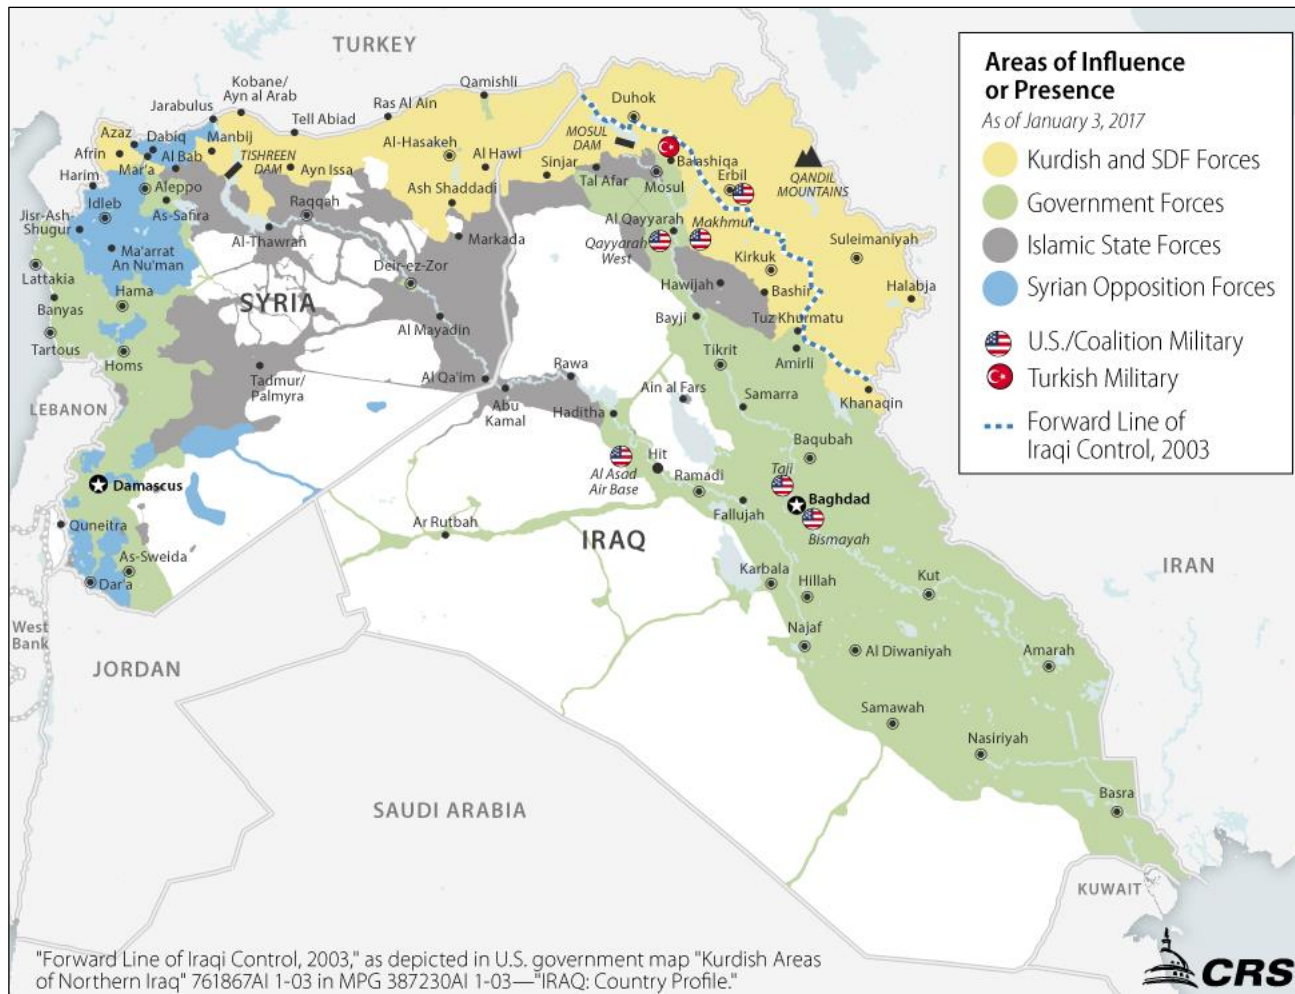 TURKEY
Kobane/
Ayn al Arab
Qamishli
Jarabulus
Tell Abiad
Ras Al Ain
Duhok
Azaz
Dabiq
Manbij
Afrin
Al Bab
TISHREEN
DAM
Al-Hasakeh
MOSUL
DAM
Baashiqa
QANDIL
MOUNTAINS
Mar'a
Harim
Ayn Issa
Al Hawl
Sinjar
Tal Afar
Mosul
Erbil
Aleppo
Idleb
As-Safira
Raqqah
Ash Shaddadi
Jisr-Ash-
Shugur
Al-Thawrah
Markada
Al Qayyarah
Makhmur
Qayyarah
West
Suleimaniyah
Ma'arrat
An Nu'man
Deir-ez-Zor
Kirkuk
Lattakia
Hawijah
Bashir
Halabja
Hama
SYRIA
Banyas
Al Mayadin
Bayji
Tuz Khurmatu
Tartous
Homs
Tikrit
Amirli
Tadmur/
Palmyra
Al Qa'im
Rawa
Ain al Fars
Khanaqin
LEBANON
Abu
Kamal
Haditha
Samarra
Baqubah
Al Asad
Air Base
Hit
Ramadi
Taji
Damascus
Baghdad
Fallujah
Quneitra
Ar Rutbah
IRAQ
Bismayah
As-Sweida
Dar'a
Karbala
Hillah
Kut
IRAN
West
Bank
Najaf
Al Diwaniyah
Amarah
JORDAN
Samawah
Nasiriyah
SAUDI ARABIA
Basra
KUWAIT
Areas of Influence
or Presence
As of January 3, 2017
Kurdish and SDF Forces
Government Forces
Islamic State Forces
Syrian Opposition Forces
U.S./Coalition Military
Turkish Military
Forward Line of
Iraqi Control, 2003
"Forward Line of Iraqi Control, 2003," as depicted in U.S. government map "Kurdish Areas
of Northern Iraq" 761867AI 1-03 in MPG 387230AI 1-03—"IRAQ: Country Profile."
CRS